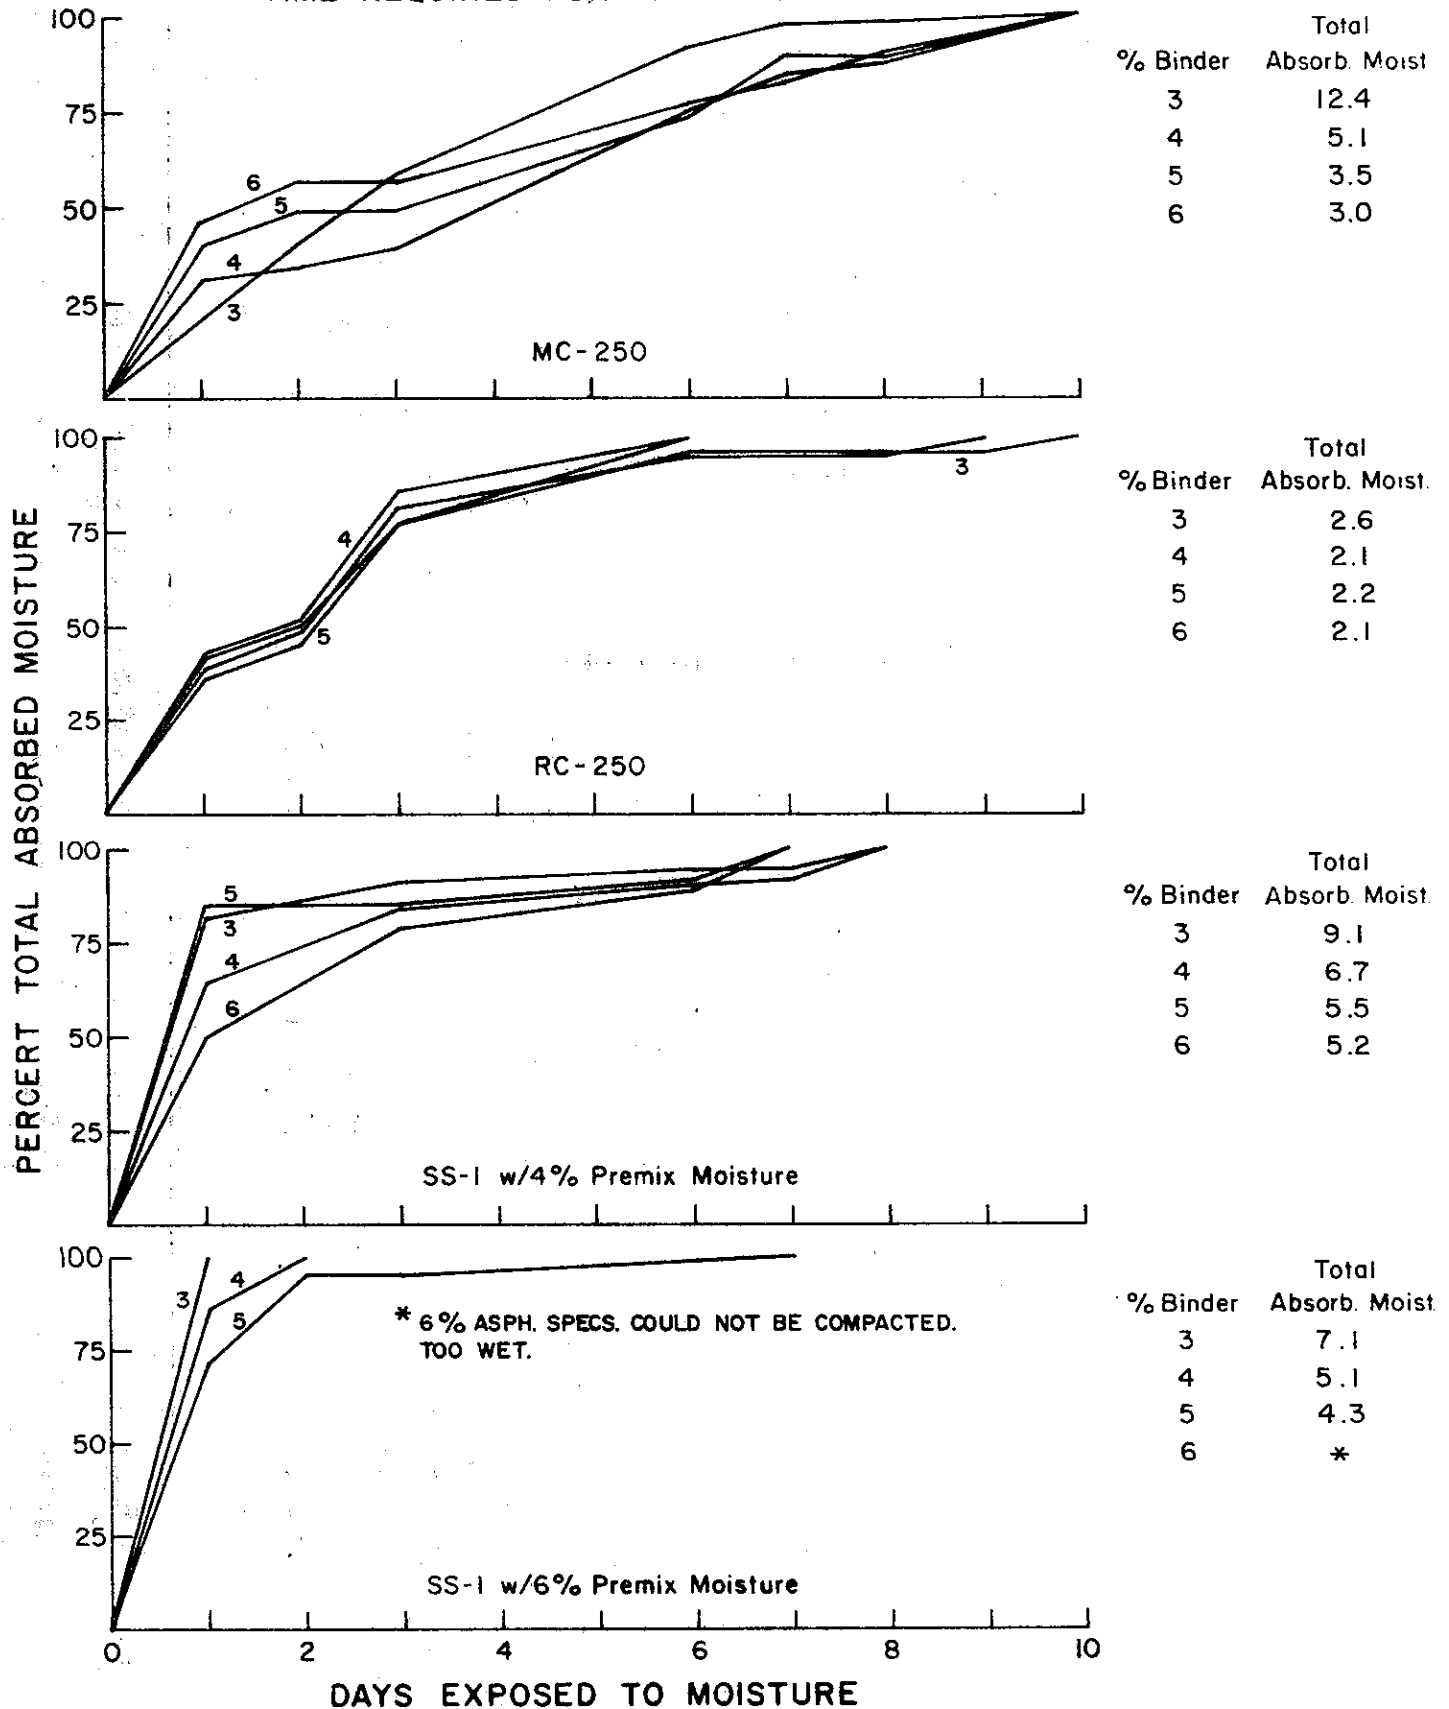 100
75
50
25
6
5
4
3
MC-250
Total
% Binder Absorb. Moist
3 12.4
4 5.1
5 3.5
6 3.0
PERCERT TOTAL ABSORBED MOISTURE
100
75
50
25
4
5
3
RC-250
Total
% Binder Absorb. Moist.
3 2.6
4 2.1
5 2.2
6 2.1
100
75
50
25
5
3
4
6
SS-1 w/4% Premix Moisture
Total
% Binder Absorb. Moist.
3 9.1
4 6.7
5 5.5
6 5.2
100
75
50
25
3
4
5
* 6% ASPH. SPECS. COULD NOT BE COMPACTED.
TOO WET.
SS-1 w/6% Premix Moisture
Total
% Binder Absorb. Moist.
3 7.1
4 5.1
5 4.3
6 *
0 2 4 6 8 10
DAYS EXPOSED TO MOISTURE